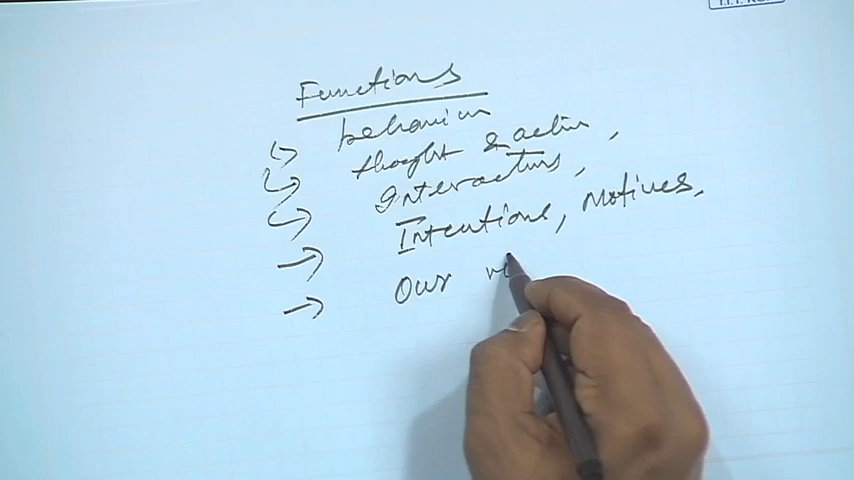 Functions
↳ behaviour
↳ thought & action,
↳ Interactions,
→ Intentions, Motives,
→ Our